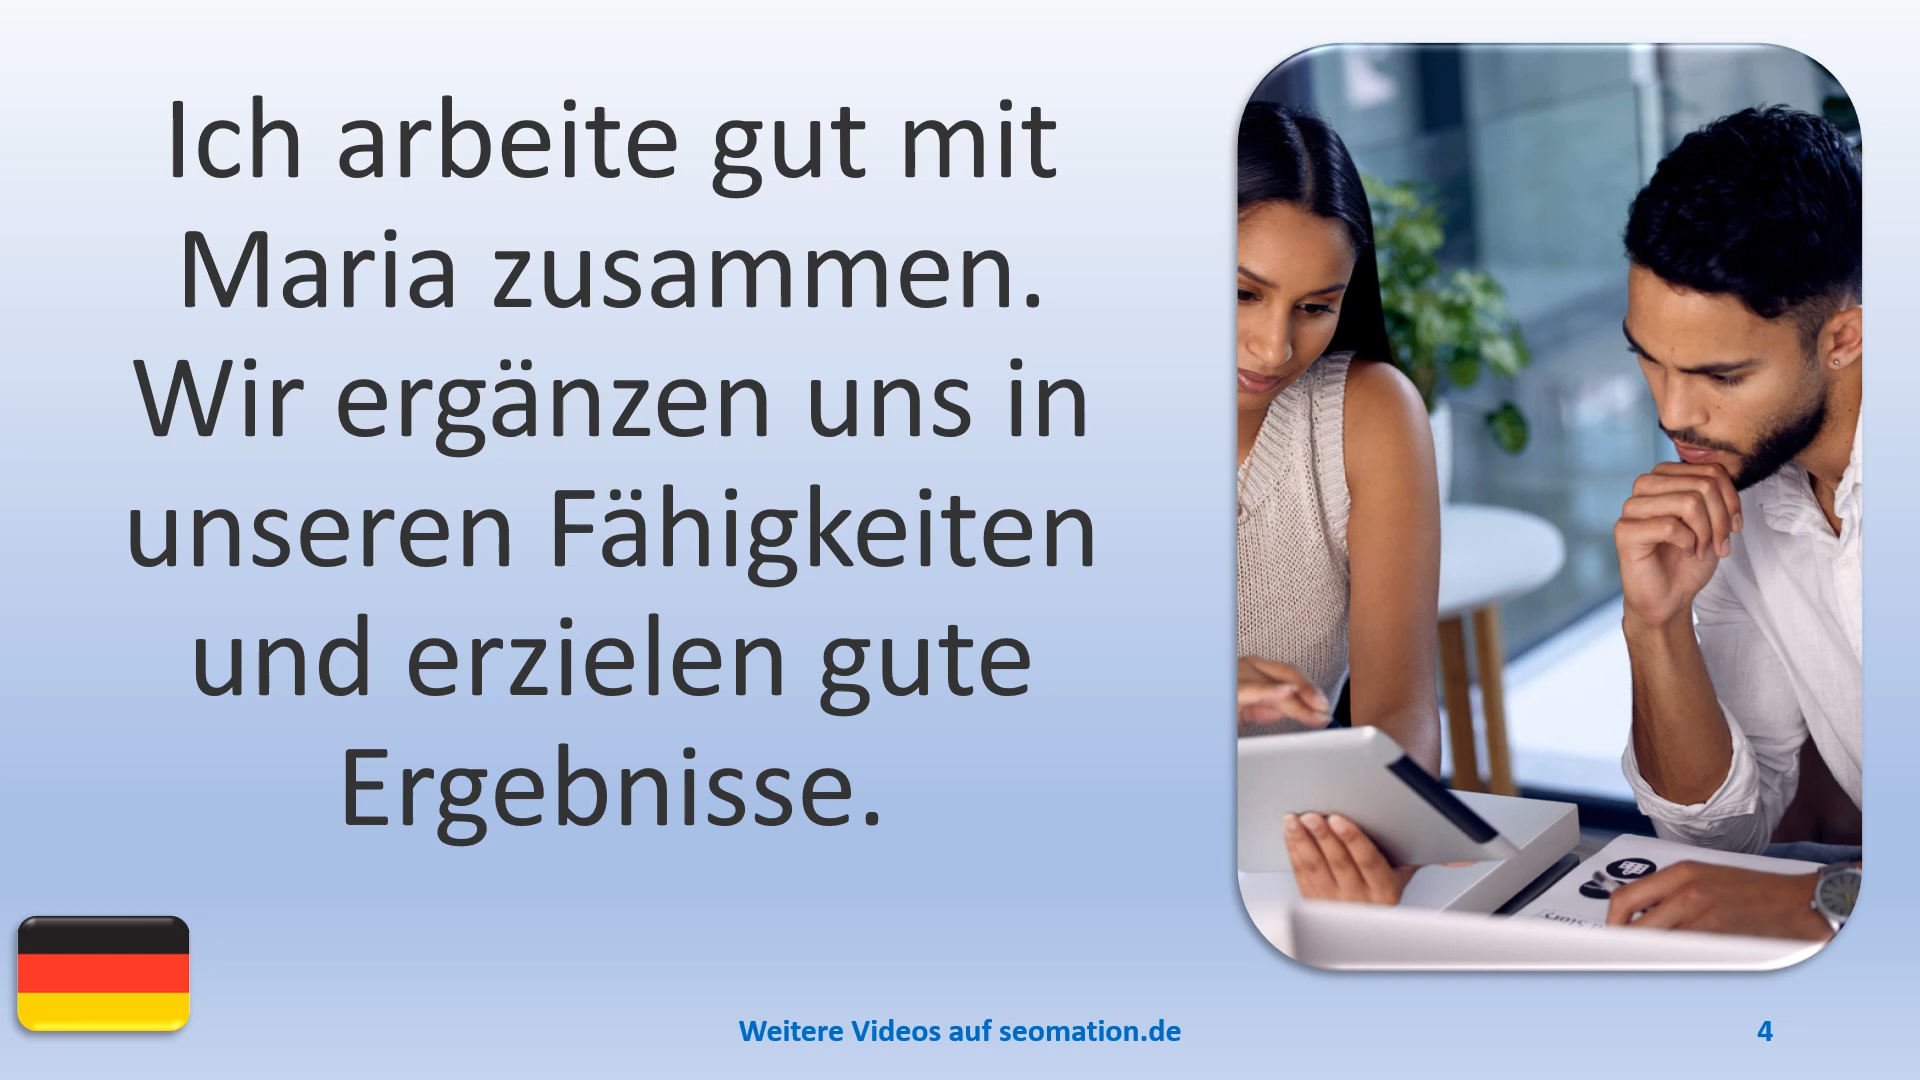 Ich arbeite gut mit
Maria zusammen.
Wir ergänzen uns in
unseren Fähigkeiten
und erzielen gute
Ergebnisse.
Weitere Videos auf seomation.de
4